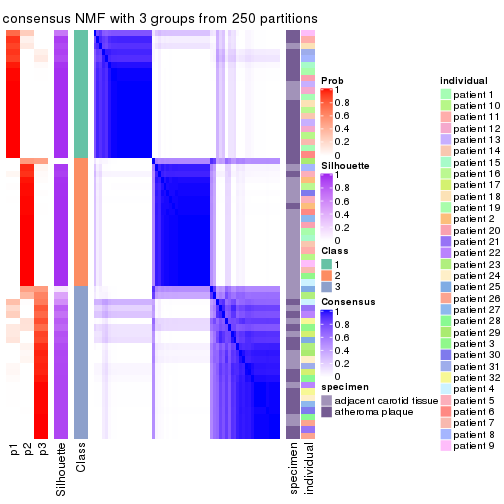 consensus NMF with 3 groups from 250 partitions
Prob
1
0.8
0.6
0.4
0.2
0
Silhouette
1
0.8
0.6
0.4
0.2
0
Class
1
2
3
Consensus
1
0.8
0.6
0.4
0.2
0
specimen
adjacent carotid tissue
atheroma plaque
individual
patient 1
patient 10
patient 11
patient 12
patient 13
patient 14
patient 15
patient 16
patient 17
patient 18
patient 19
patient 2
patient 20
patient 21
patient 22
patient 23
patient 24
patient 25
patient 26
patient 27
patient 28
patient 29
patient 3
patient 30
patient 31
patient 32
patient 4
patient 5
patient 6
patient 7
patient 8
patient 9
p1
p2
p3
Silhouette
Class
specimen
individual